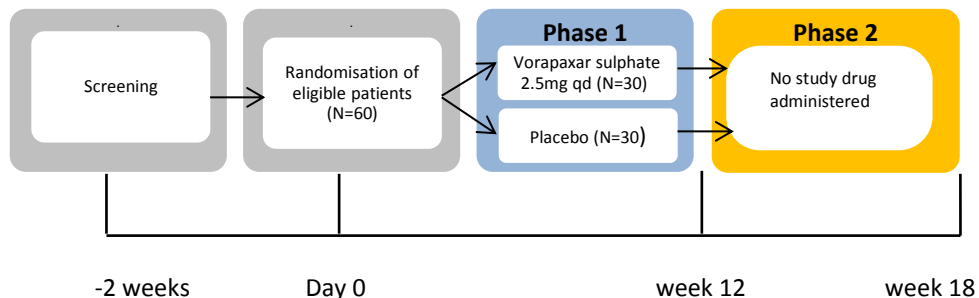 Screening
Randomisation of
eligible patients
(N=60)
Phase 1
Vorapaxar sulphate
2.5mg qd (N=30)
Placebo (N=30)
Phase 2
No study drug
administered
-2 weeks
Day 0
week 12
week 18